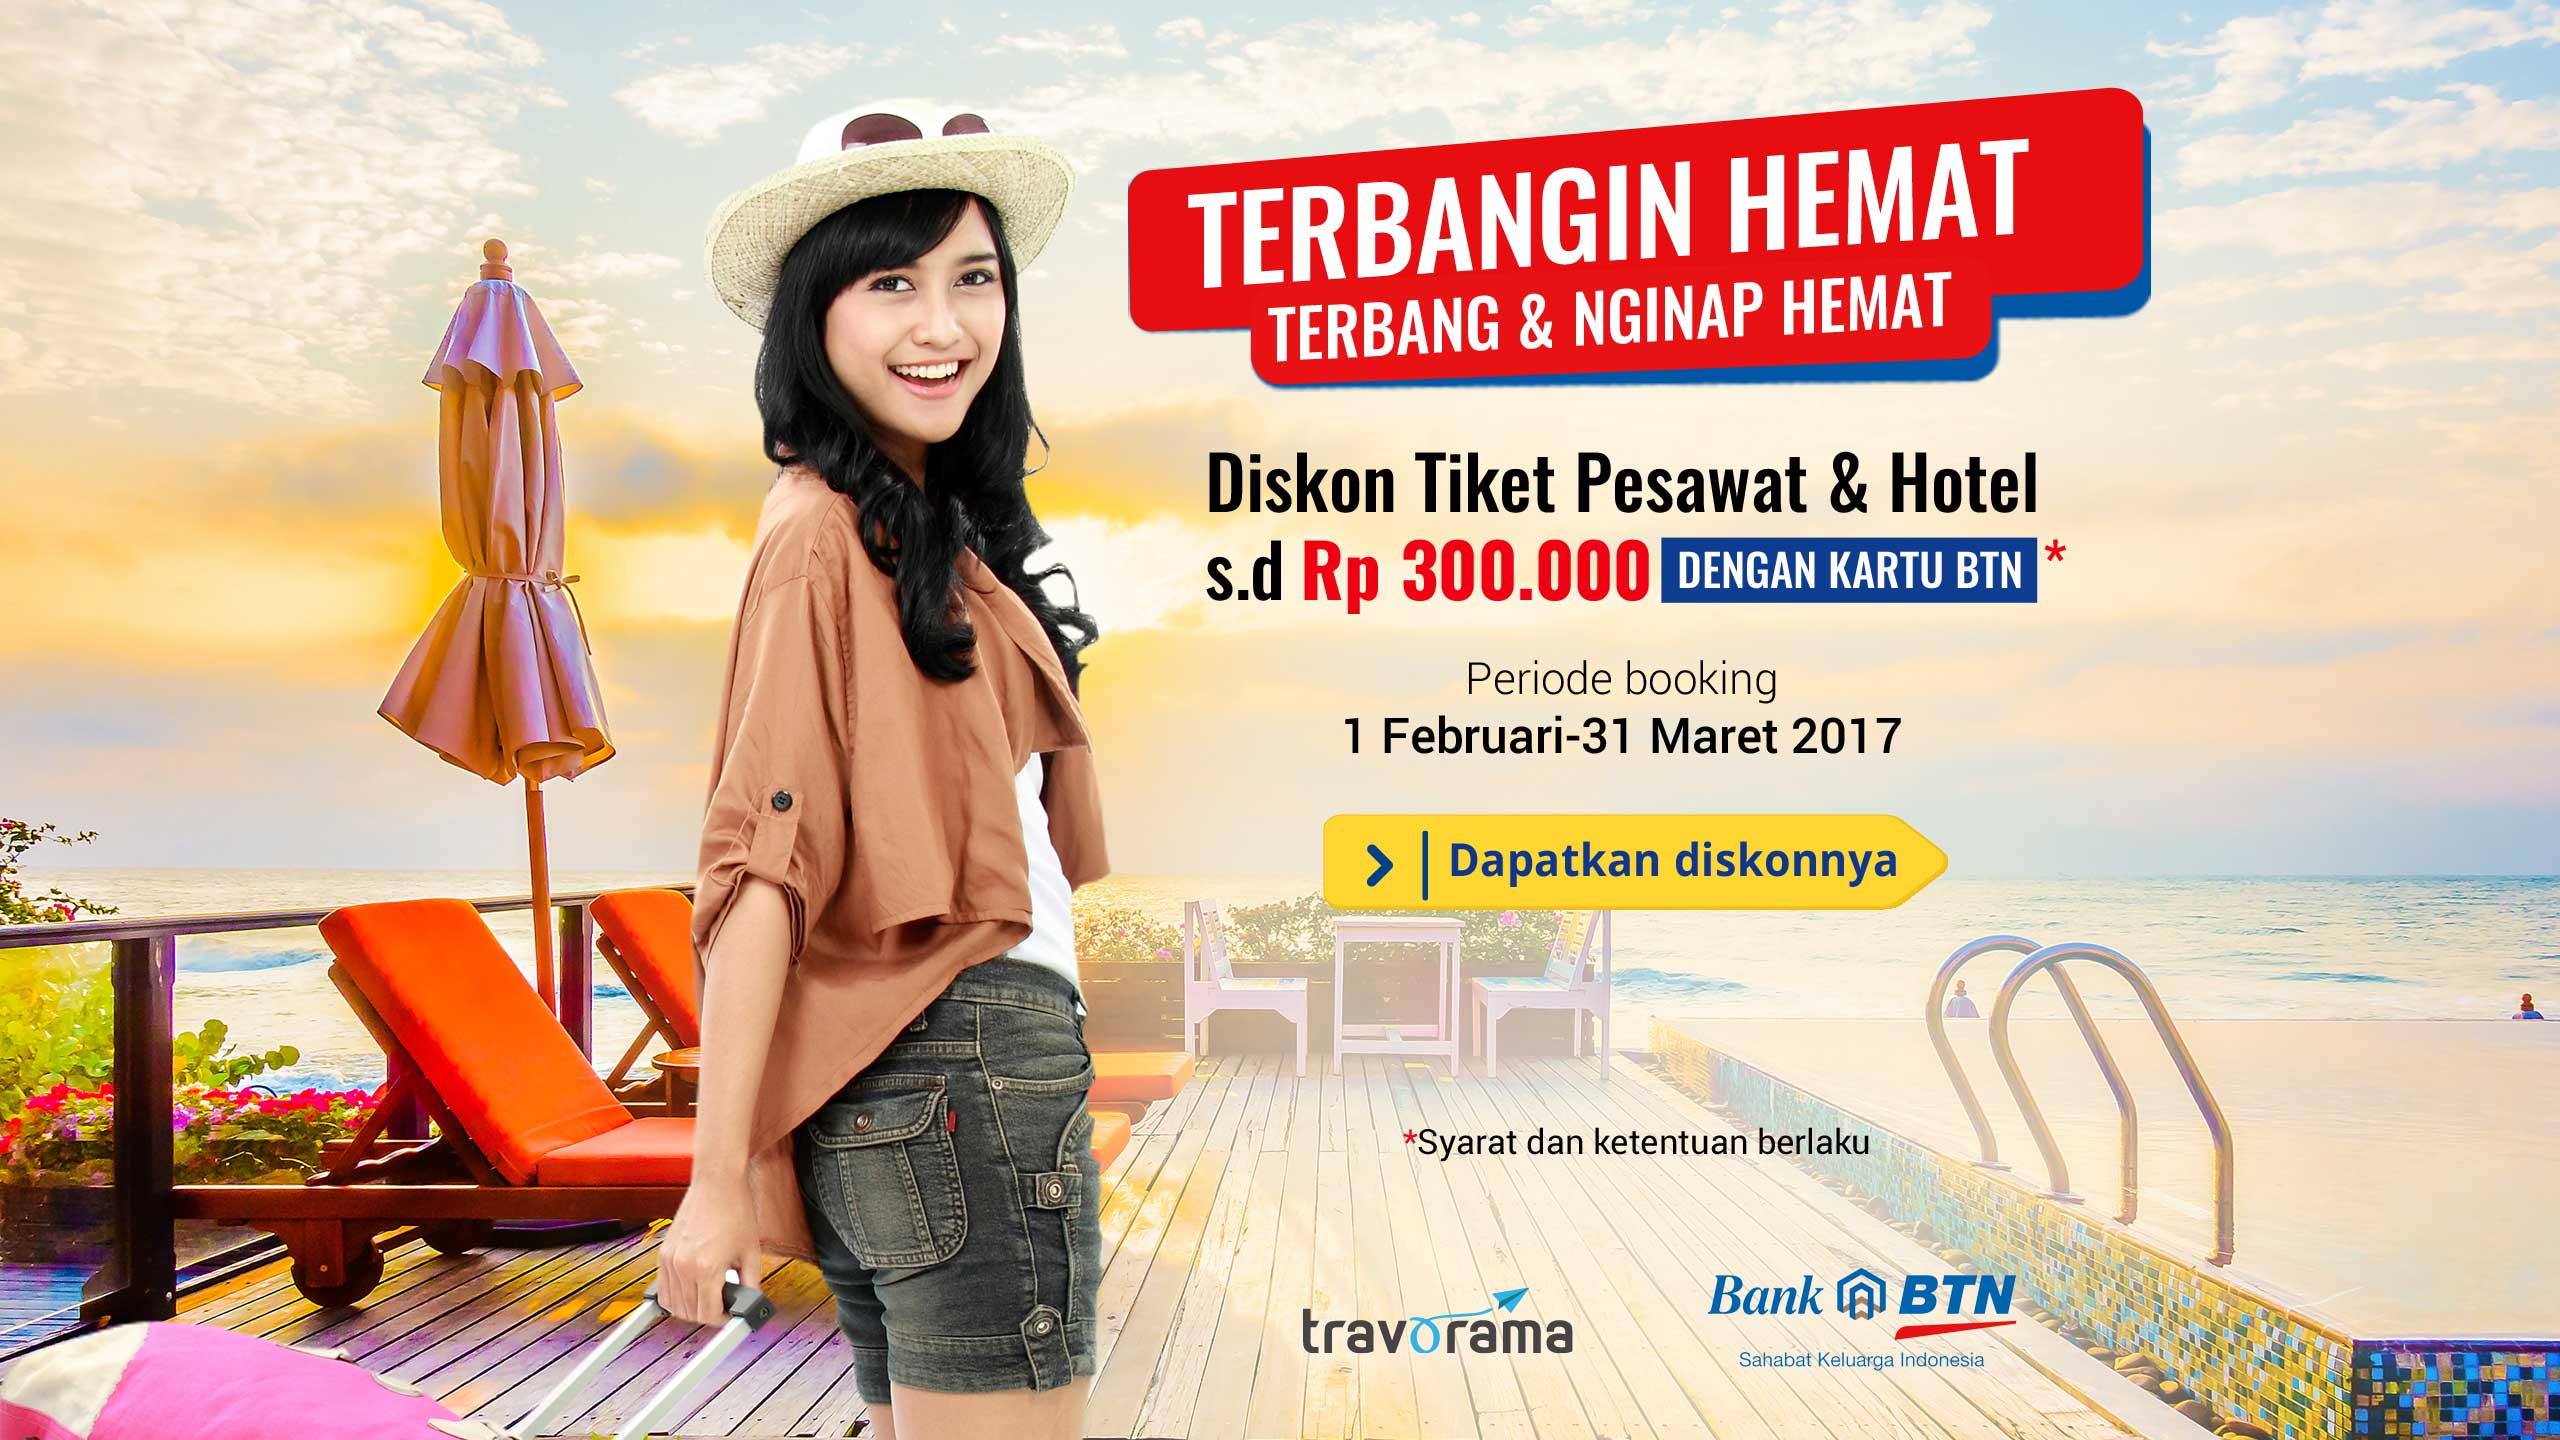 TERBANGIN HEMAT
TERBANG & NGINAP HEMAT
Diskon Tiket Pesawat & Hotel
s.d Rp 300.000 DENGAN KARTU BTN *
Periode booking
1 Februari-31 Maret 2017
Dapatkan diskonnya
*Syarat dan ketentuan berlaku
travorama
Bank BTN
Sahabat Keluarga Indonesia